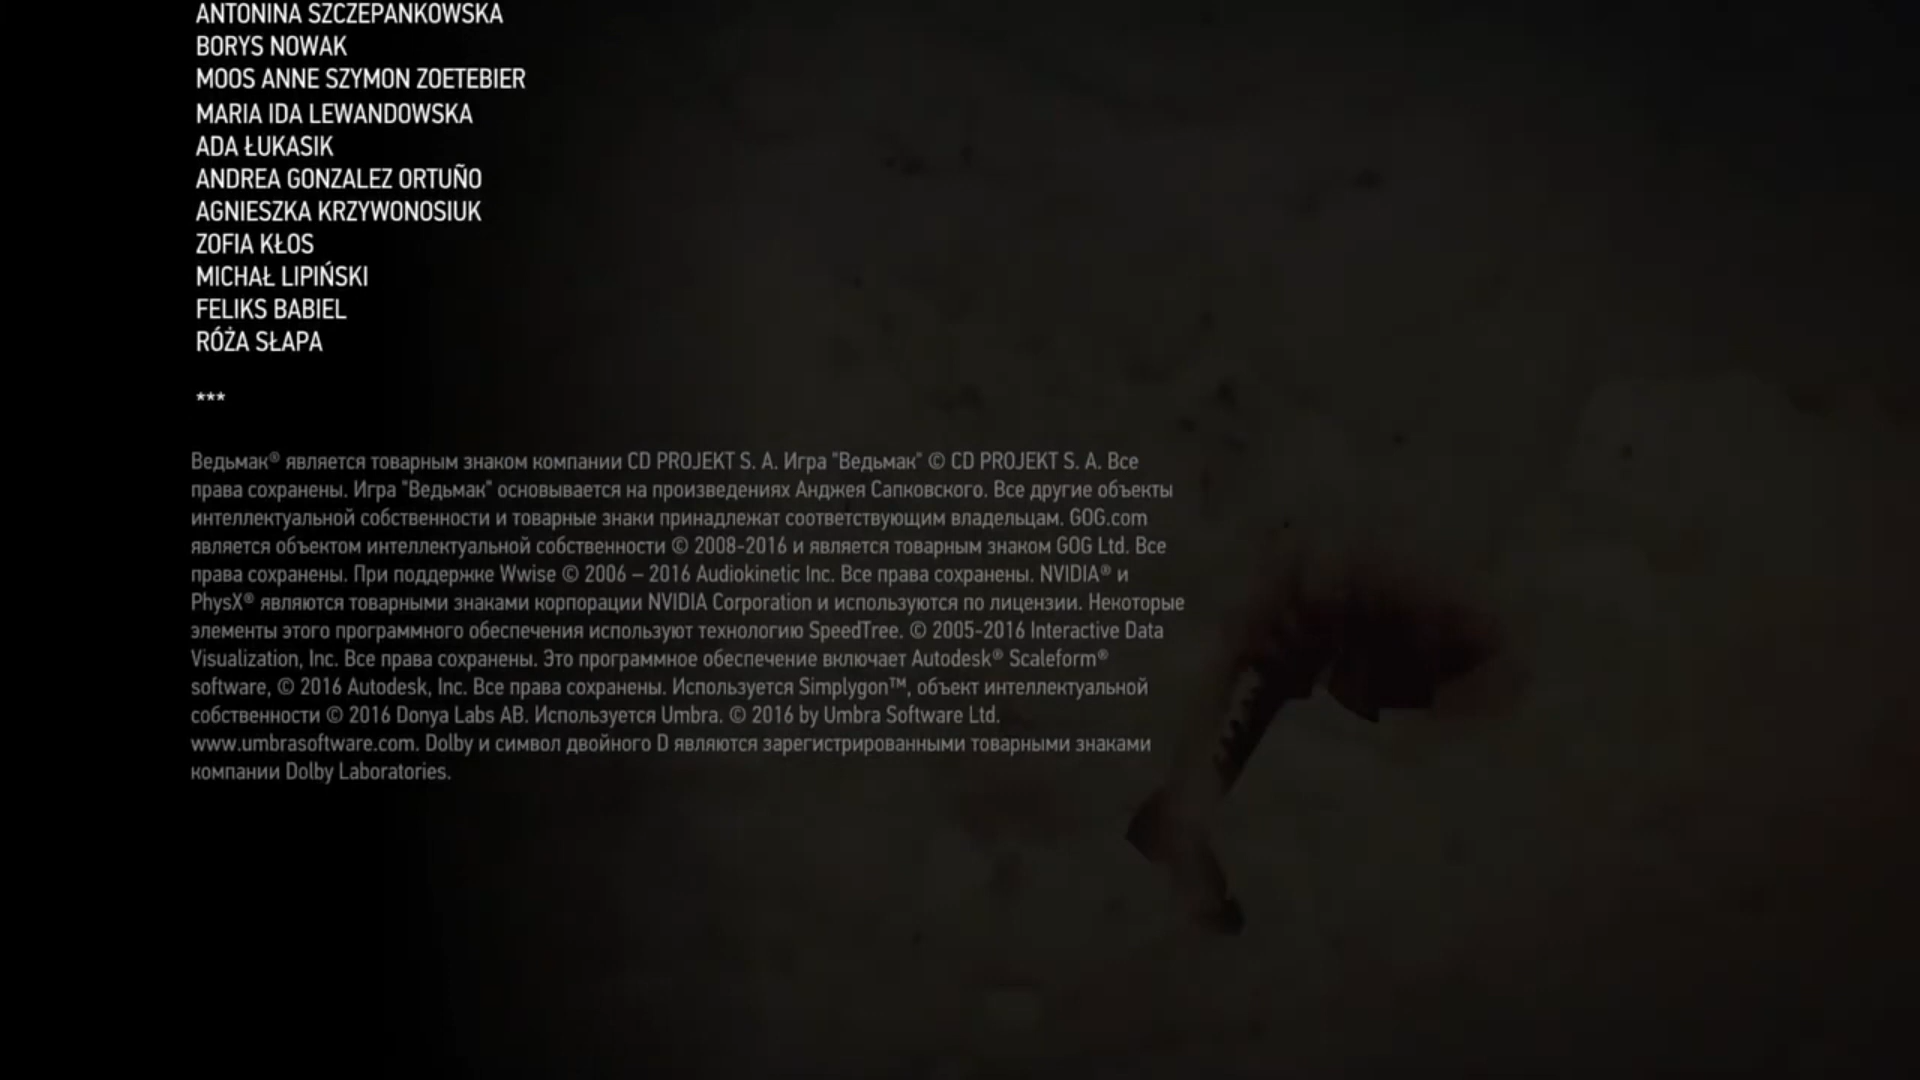 ANTONINA SZCZEPANKOWSKA
BORYS NOWAK
MOOS ANNE SZYMON ZOETEBIER
MARIA IDA LEWANDOWSKA
ADA ŁUKASIK
ANDREA GONZALEZ ORTUÑO
AGNIESZKA KRZYWONOSIUK
ZOFIA KŁOS
MICHAŁ LIPIŃSKI
FELIKS BABIEL
RÓŻA SŁAPA
***
Ведьмак® является товарным знаком компании CD PROJEKT S. A. Игра "Ведьмак" © CD PROJEKT S. A. Все
права сохранены. Игра "Ведьмак" основывается на произведениях Анджея Сапковского. Все другие объекты
интеллектуальной собственности и товарные знаки принадлежат соответствующим владельцам. GOG.com
является объектом интеллектуальной собственности © 2008-2016 и является товарным знаком GOG Ltd. Все
права сохранены. При поддержке Wwise © 2006 – 2016 Audiokinetic Inc. Все права сохранены. NVIDIA® и
PhysX® являются товарными знаками корпорации NVIDIA Corporation и используются по лицензии. Некоторые
элементы этого программного обеспечения используют технологию SpeedTree. © 2005-2016 Interactive Data
Visualization, Inc. Все права сохранены. Это программное обеспечение включает Autodesk® Scaleform®
software, © 2016 Autodesk, Inc. Все права сохранены. Используется Simplygon™, объект интеллектуальной
собственности © 2016 Donya Labs AB. Используется Umbra. © 2016 by Umbra Software Ltd.
www.umbrasoftware.com. Dolby и символ двойного D являются зарегистрированными товарными знаками
компании Dolby Laboratories.